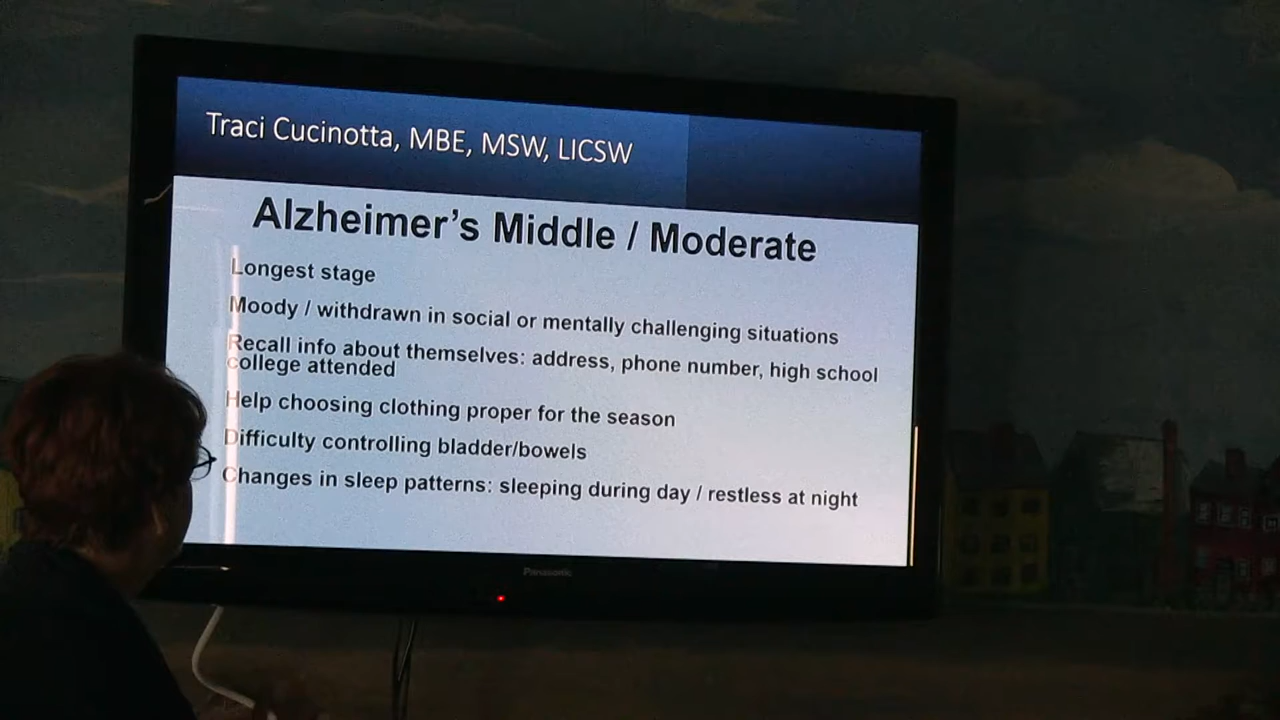 Traci Cucinotta, MBE, MSW, LICSW
Alzheimer's Middle / Moderate
Longest stage
Moody / withdrawn in social or mentally challenging situations
Recall info about themselves: address, phone number, high school
college attended
Help choosing clothing proper for the season
Difficulty controlling bladder/bowels
Changes in sleep patterns: sleeping during day / restless at night
Panasonic